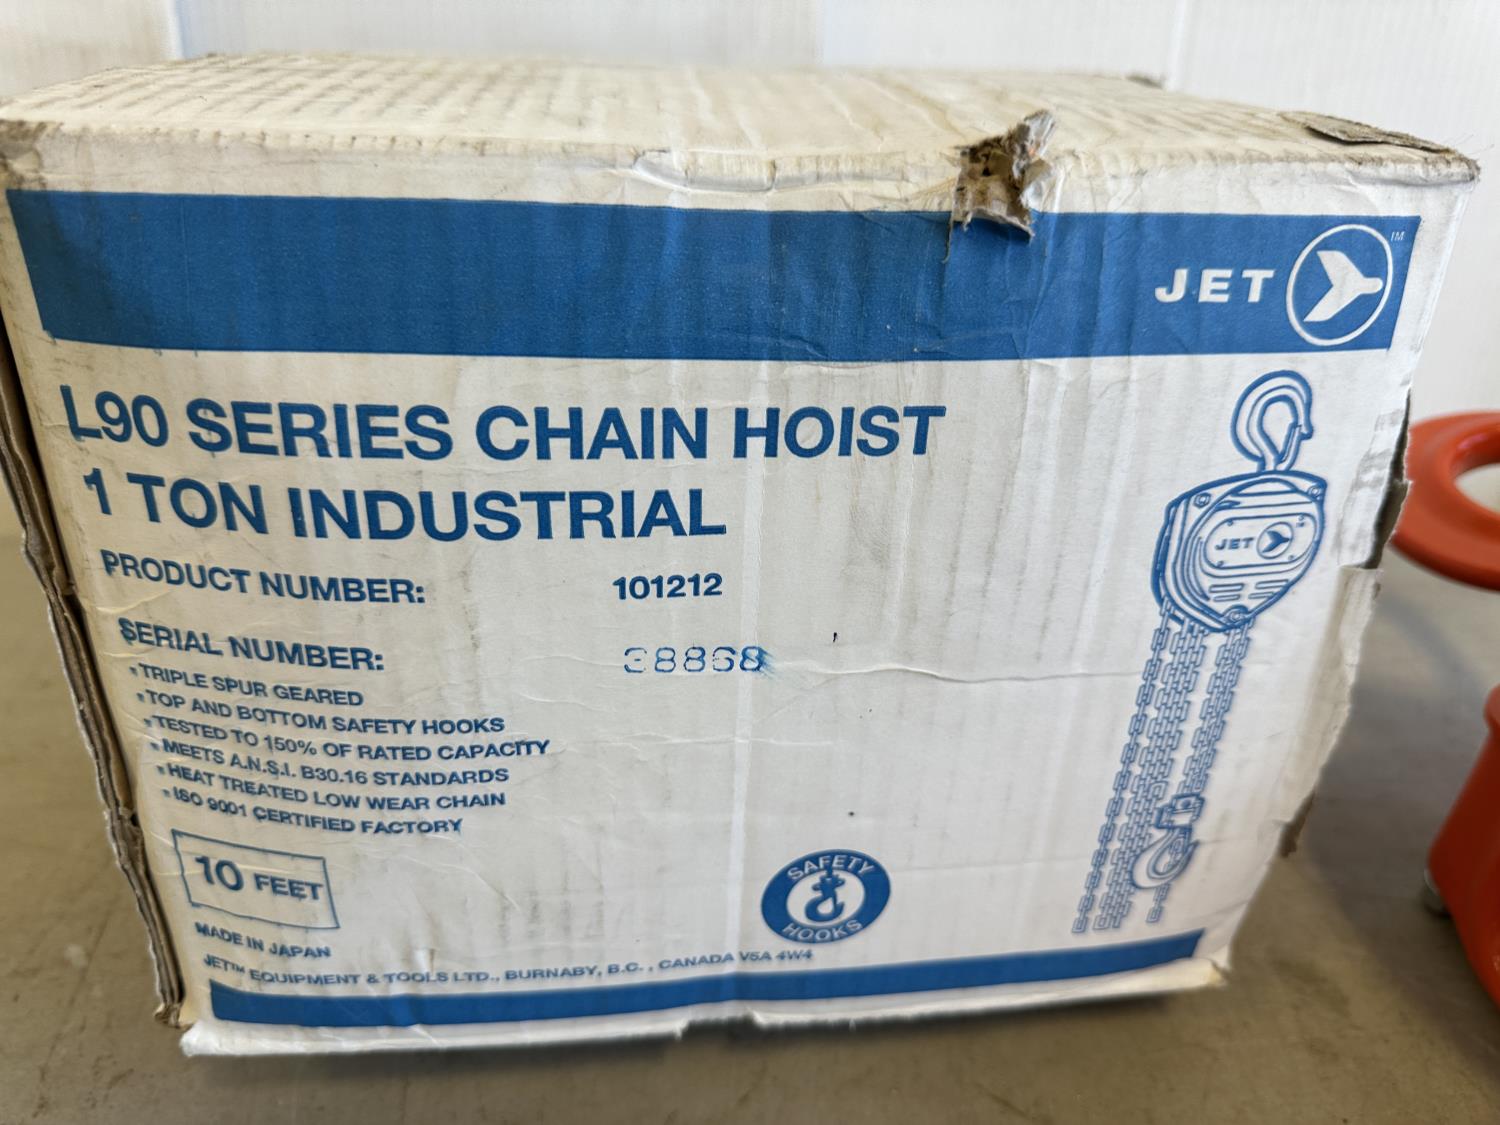 JET TM
L90 SERIES CHAIN HOIST
1 TON INDUSTRIAL
PRODUCT NUMBER: 101212
SERIAL NUMBER: 38868
• TRIPLE SPUR GEARED
• TOP AND BOTTOM SAFETY HOOKS
• TESTED TO 150% OF RATED CAPACITY
• MEETS A.N.S.I. B30.16 STANDARDS
• HEAT TREATED LOW WEAR CHAIN
• ISO 9001 CERTIFIED FACTORY
10 FEET
MADE IN JAPAN
JET™ EQUIPMENT & TOOLS LTD., BURNABY, B.C., CANADA V5A 4W4
SAFETY
HOOKS
JET